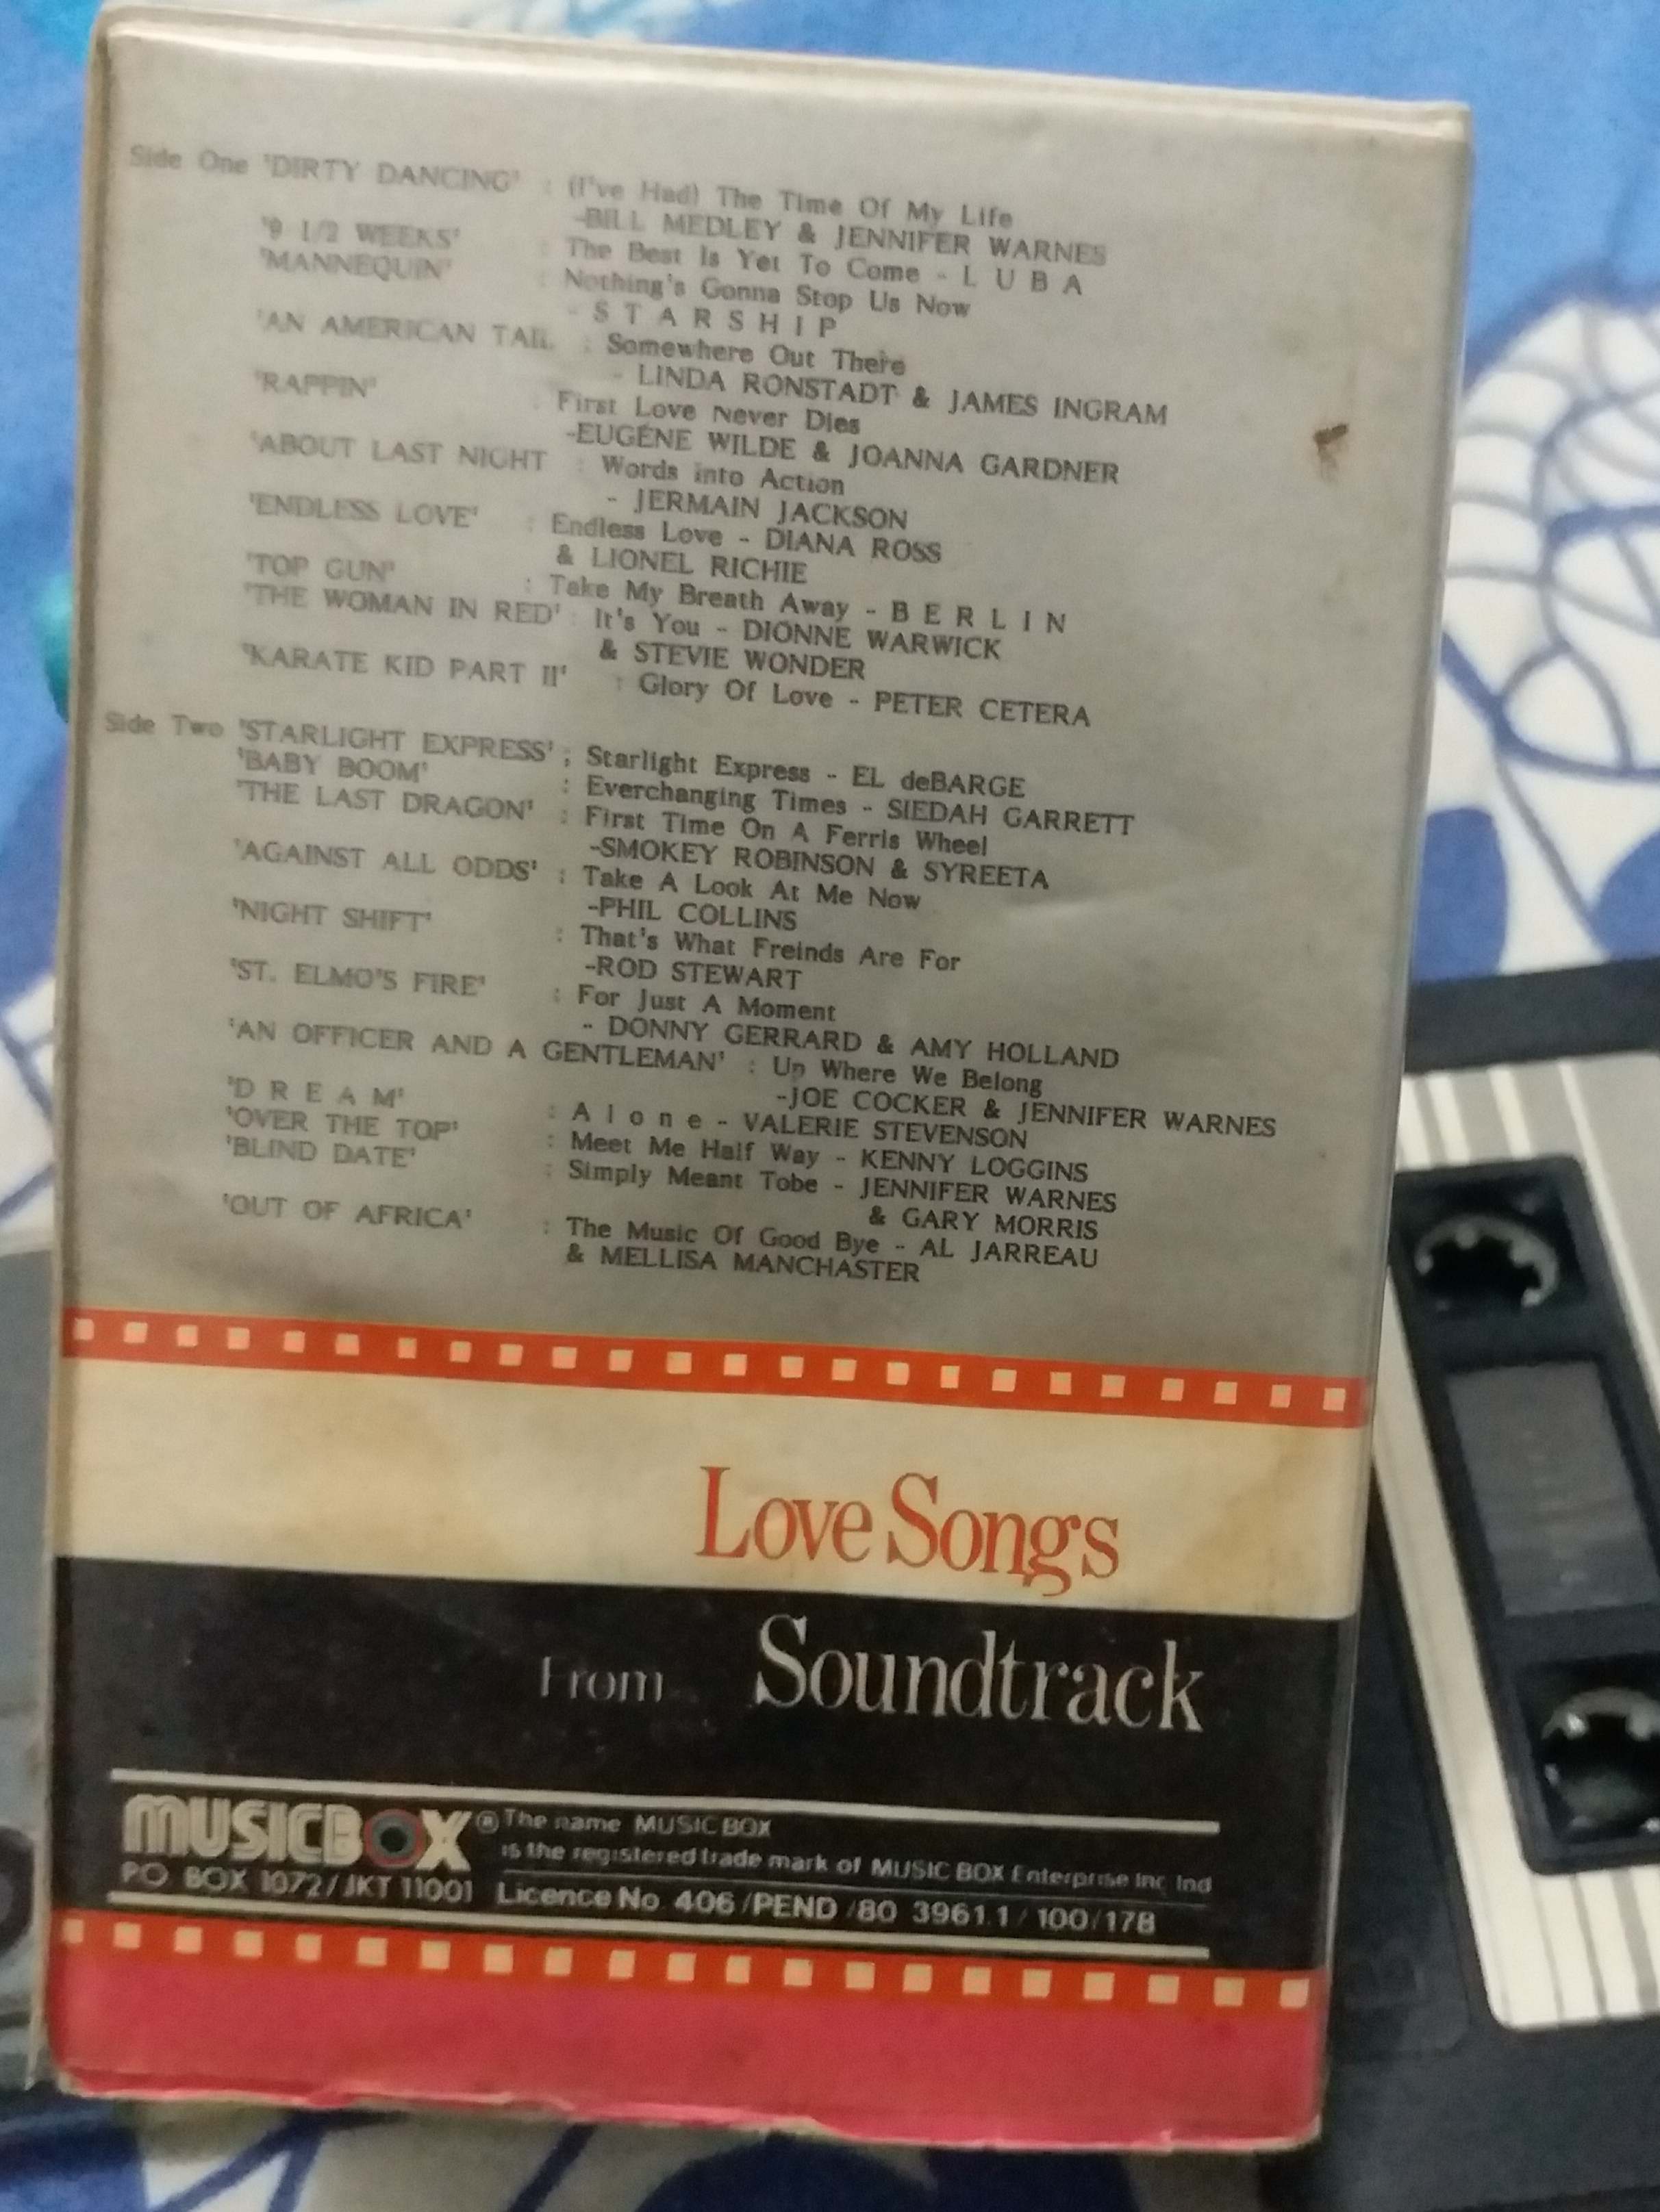 Side One 'DIRTY DANCING' : (I've Had) The Time Of My Life
-BILL MEDLEY & JENNIFER WARNES
'9 1/2 WEEKS' : The Best Is Yet To Come - L U B A
'MANNEQUIN' : Nothing's Gonna Stop Us Now
- S T A R S H I P
'AN AMERICAN TAIL : Somewhere Out There
- LINDA RONSTADT & JAMES INGRAM
'RAPPIN' : First Love Never Dies
-EUGENE WILDE & JOANNA GARDNER
'ABOUT LAST NIGHT : Words into Action
- JERMAIN JACKSON
'ENDLESS LOVE' : Endless Love - DIANA ROSS
& LIONEL RICHIE
'TOP GUN' : Take My Breath Away - B E R L I N
'THE WOMAN IN RED' : It's You - DIONNE WARWICK
& STEVIE WONDER
'KARATE KID PART II' : Glory Of Love - PETER CETERA
Side Two 'STARLIGHT EXPRESS' ; Starlight Express - EL deBARGE
'BABY BOOM' : Everchanging Times - SIEDAH GARRETT
'THE LAST DRAGON' : First Time On A Ferris Wheel
-SMOKEY ROBINSON & SYREETA
'AGAINST ALL ODDS' : Take A Look At Me Now
-PHIL COLLINS
'NIGHT SHIFT' : That's What Freinds Are For
-ROD STEWART
'ST. ELMO'S FIRE' : For Just A Moment
- DONNY GERRARD & AMY HOLLAND
'AN OFFICER AND A GENTLEMAN' : Up Where We Belong
-JOE COCKER & JENNIFER WARNES
'D R E A M' : A l o n e - VALERIE STEVENSON
'OVER THE TOP' : Meet Me Half Way - KENNY LOGGINS
'BLIND DATE' : Simply Meant Tobe - JENNIFER WARNES
& GARY MORRIS
'OUT OF AFRICA' : The Music Of Good Bye - AL JARREAU
& MELLISA MANCHASTER
Love Songs
From Soundtrack
MUSICBOX ® The name MUSIC BOX
is the registered trade mark of MUSIC BOX Enterprise Inc Ind
PO BOX 1072/JKT 11001 Licence No 406/PEND/80 3961.1/100/178